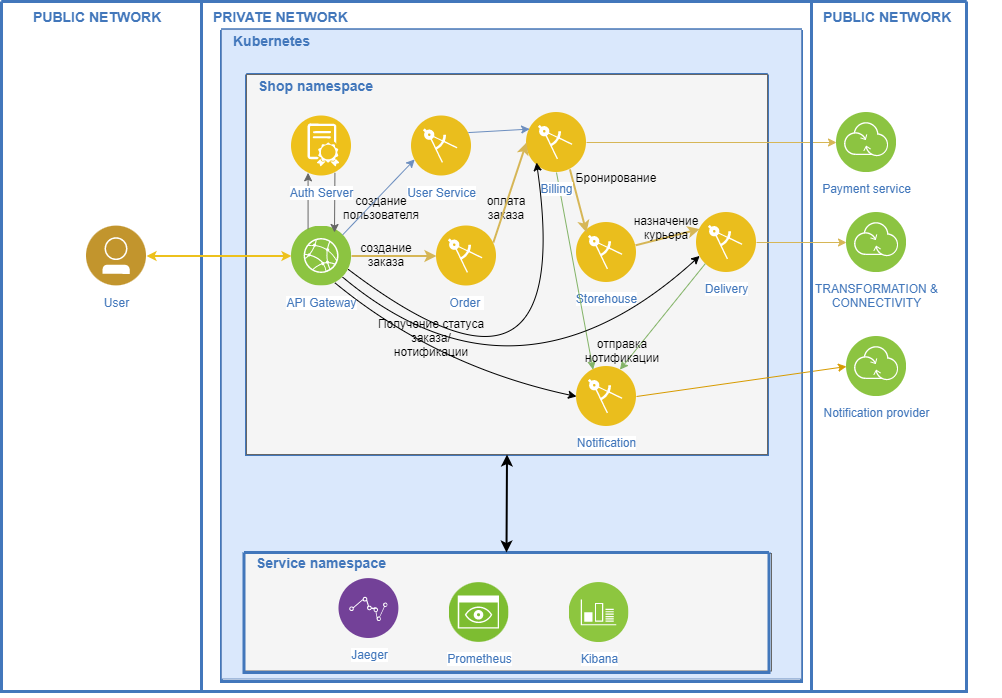 PUBLIC NETWORK
PRIVATE NETWORK
PUBLIC NETWORK
Kubernetes
Shop namespace
Auth Server
User Service
Billing
Бронирование
Payment service
создание
пользователя
оплата
заказа
назначение
курьера
создание
заказа
User
API Gateway
Order
Storehouse
Delivery
TRANSFORMATION &
CONNECTIVITY
Получение статуса
заказа/
нотификации
отправка
нотификации
Notification
Notification provider
Service namespace
Jaeger
Prometheus
Kibana